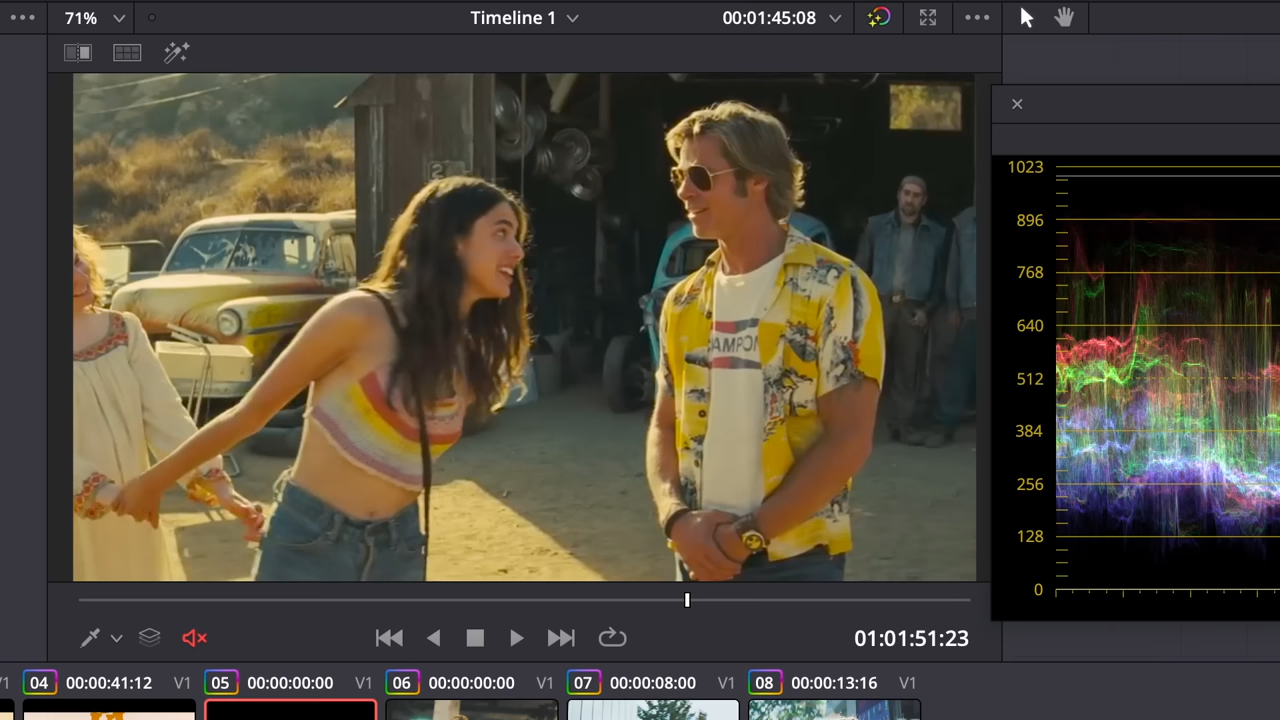 71%
Timeline 1
00:01:45:08
1023
896
768
640
512
384
256
128
0
2
01:01:51:23
V1
04 00:00:41:12 V1
05 00:00:00:00 V1
06 00:00:00:00 V1
07 00:00:08:00 V1
08 00:00:13:16 V1